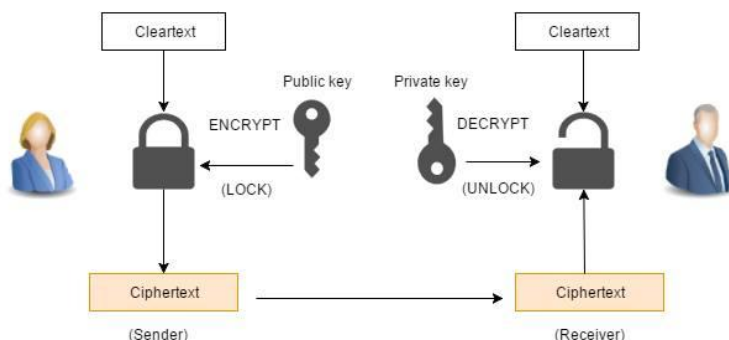 Cleartext
Cleartext
Public key
Private key
ENCRYPT
DECRYPT
(LOCK)
(UNLOCK)
Ciphertext
Ciphertext
(Sender)
(Receiver)